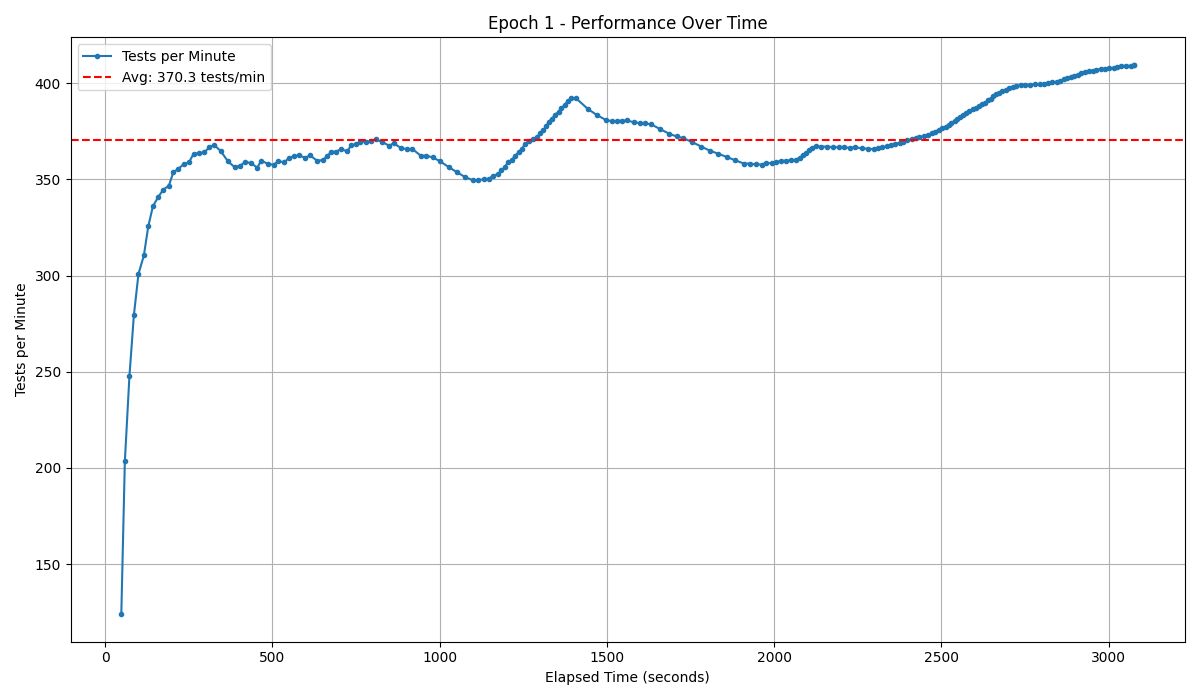 Epoch 1 - Performance Over Time
Tests per Minute
Avg: 370.3 tests/min
Tests per Minute
400
350
300
250
200
150
0 500 1000 1500 2000 2500 3000
Elapsed Time (seconds)